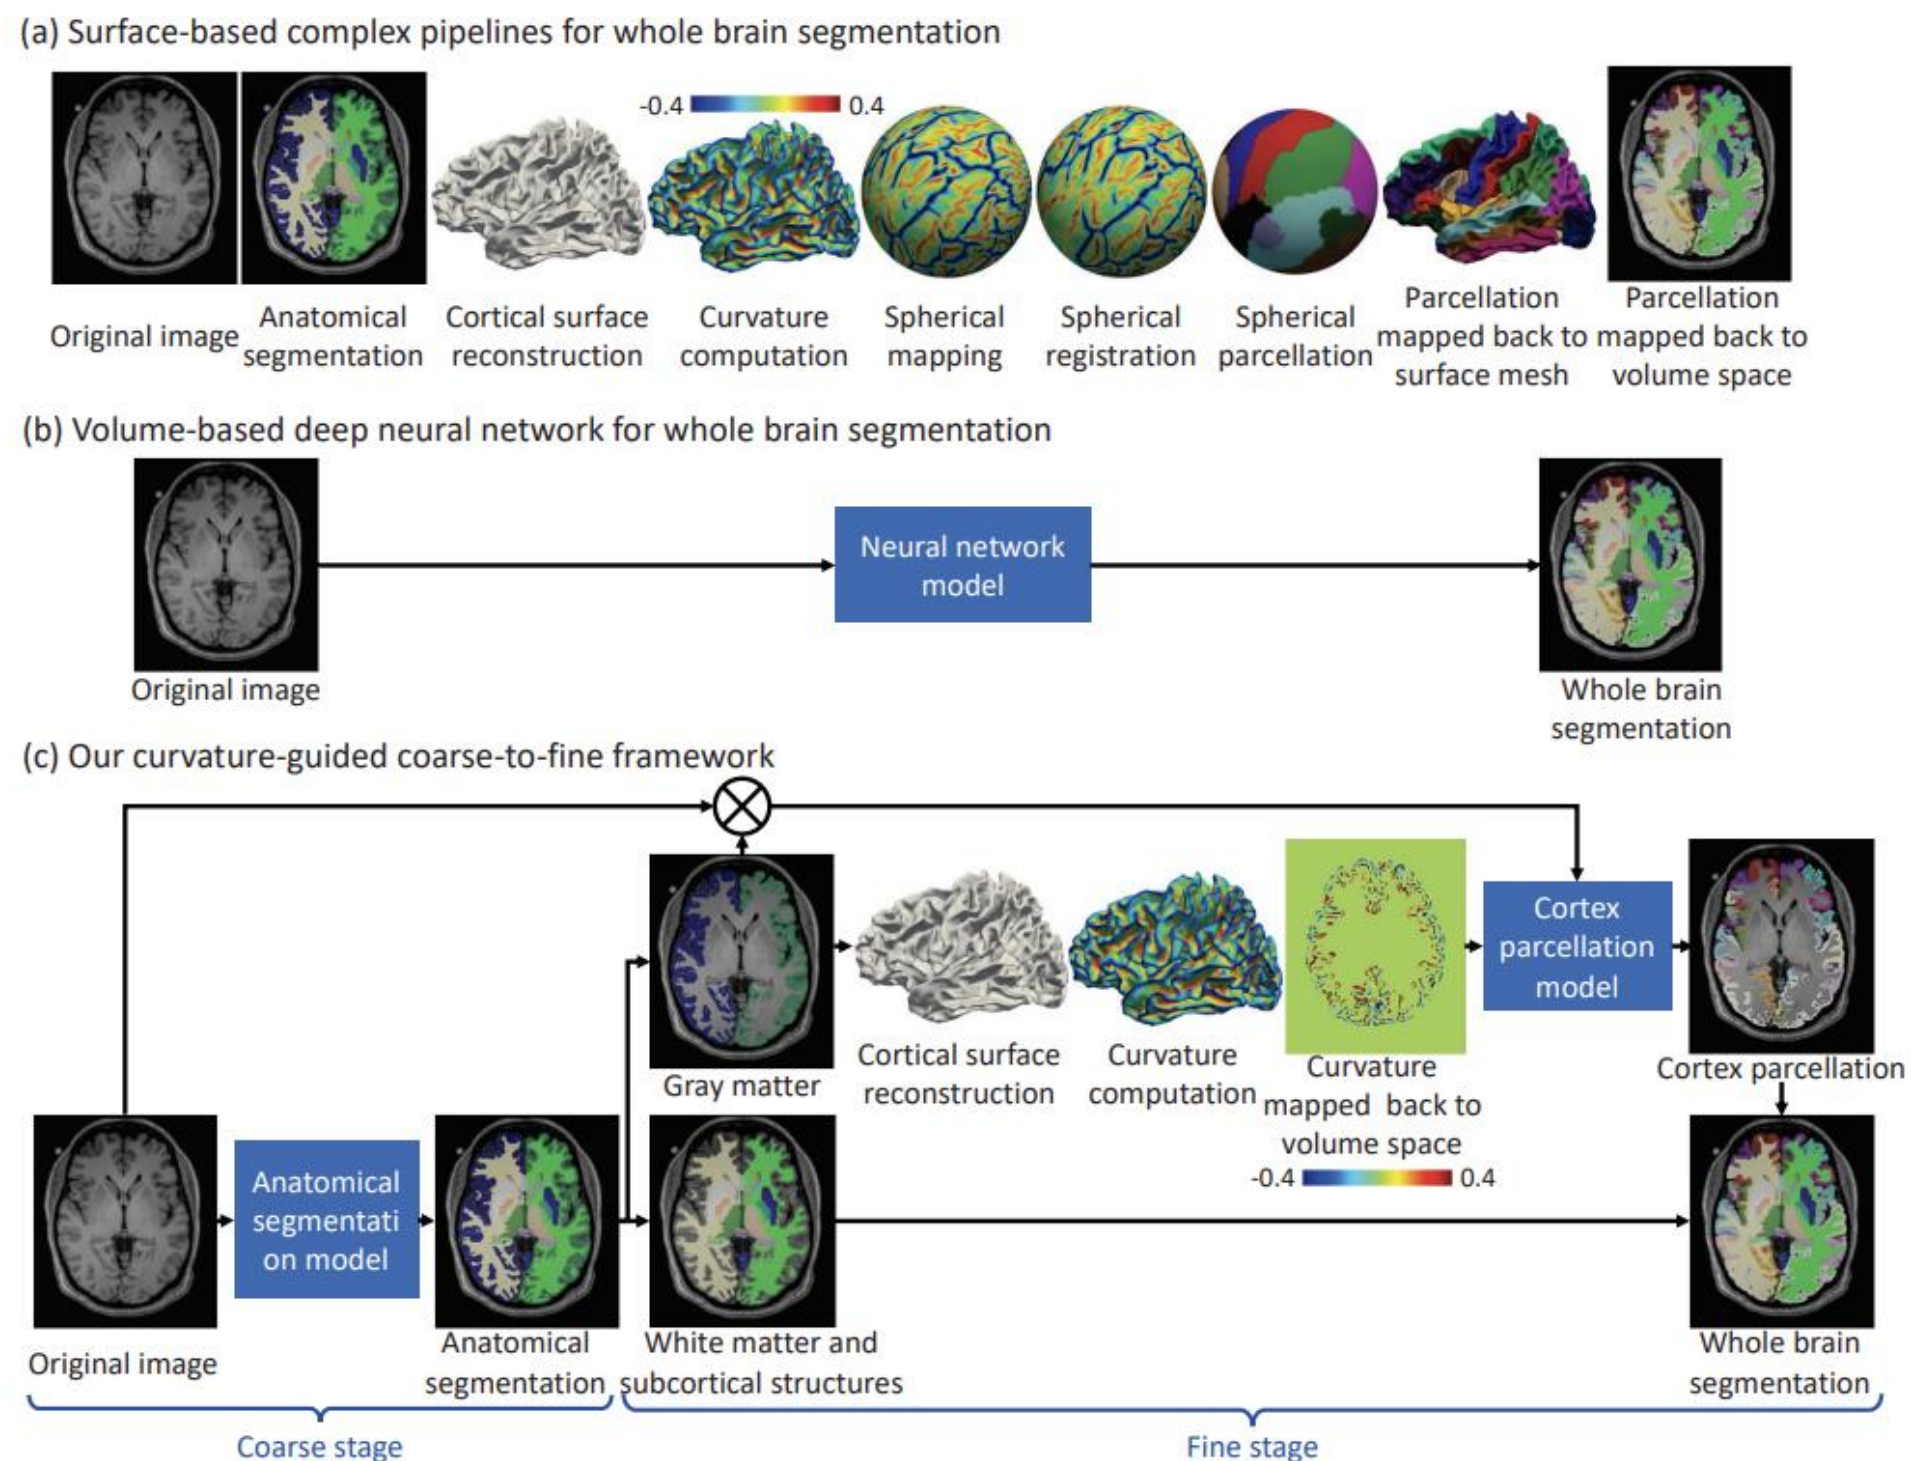 (a) Surface-based complex pipelines for whole brain segmentation
-0.4 0.4
Original image
Anatomical
segmentation
Cortical surface
reconstruction
Curvature
computation
Spherical
mapping
Spherical
registration
Spherical
parcellation
Parcellation
mapped back to
surface mesh
Parcellation
mapped back to
volume space
(b) Volume-based deep neural network for whole brain segmentation
Neural network
model
Original image
Whole brain
segmentation
(c) Our curvature-guided coarse-to-fine framework
Cortex
parcellation
model
Gray matter
Cortical surface
reconstruction
Curvature
computation
Curvature
mapped back to
volume space
-0.4 0.4
Cortex parcellation
Anatomical
segmentati
on model
Original image
Anatomical
segmentation
White matter and
subcortical structures
Whole brain
segmentation
Coarse stage
Fine stage